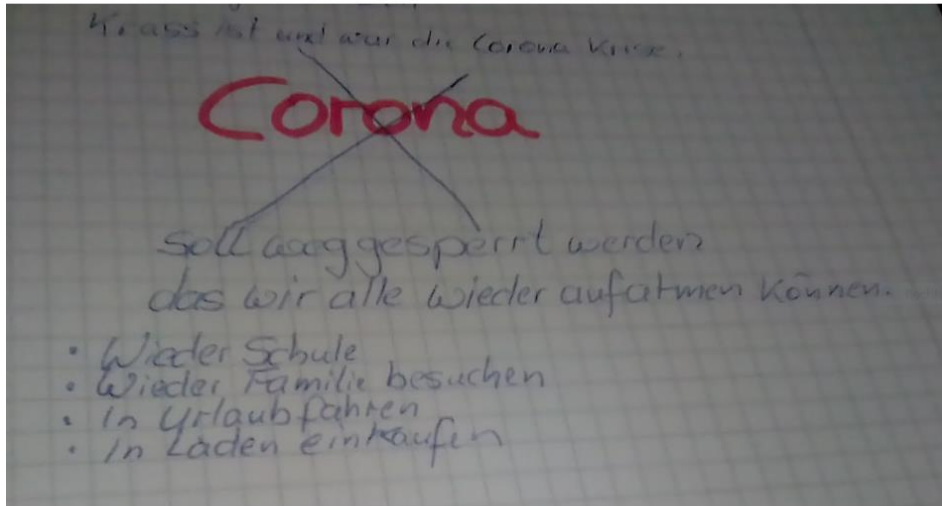 Krass ist und war die Corona Krise.
Corona
soll weggesperrt werden
das wir alle wieder aufatmen können.
• Wieder Schule
• Wieder Familie besuchen
• In Urlaub fahren
• In Läden einkaufen